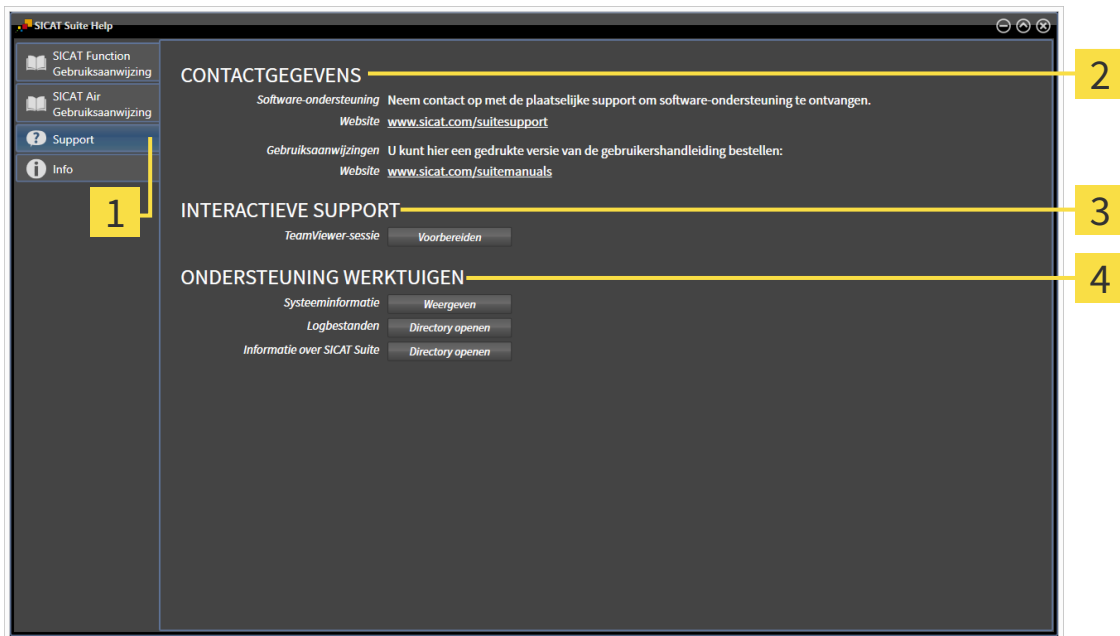 SICAT Suite Help
SICAT Function
Gebruiksaanwijzing
SICAT Air
Gebruiksaanwijzing
Support
Info
1
CONTACTGEGEVENS
2
Software-ondersteuning Neem contact op met de plaatselijke support om software-ondersteuning te ontvangen.
Website www.sicat.com/suitesupport
Gebruiksaanwijzingen U kunt hier een gedrukte versie van de gebruikershandleiding bestellen:
Website www.sicat.com/suitemanuals
INTERACTIEVE SUPPORT
3
TeamViewer-sessie Voorbereiden
ONDERSTEUNING WERKTUIGEN
4
Systeeminformatie Weergeven
Logbestanden Directory openen
Informatie over SICAT Suite Directory openen